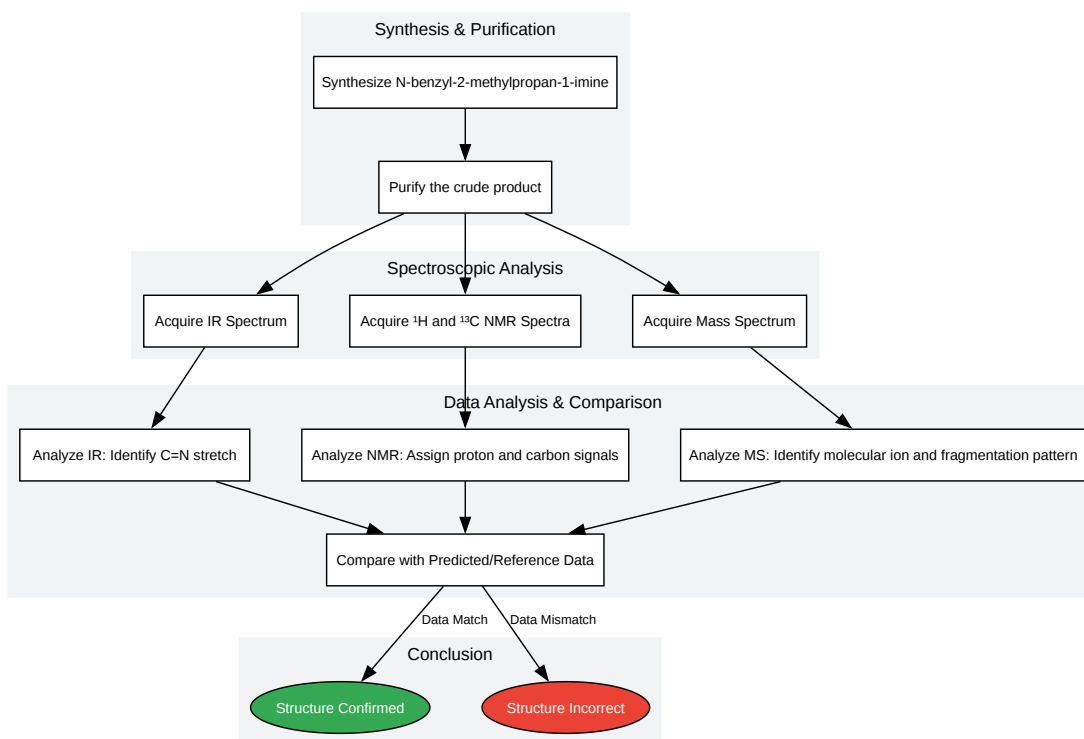 Synthesis & Purification
Synthesize N-benzyl-2-methylpropan-1-imine
Purify the crude product
Spectroscopic Analysis
Acquire IR Spectrum
Acquire ¹H and ¹³C NMR Spectra
Acquire Mass Spectrum
Data Analysis & Comparison
Analyze IR: Identify C=N stretch
Analyze NMR: Assign proton and carbon signals
Analyze MS: Identify molecular ion and fragmentation pattern
Compare with Predicted/Reference Data
Data Match
Data Mismatch
Conclusion
Structure Confirmed
Structure Incorrect